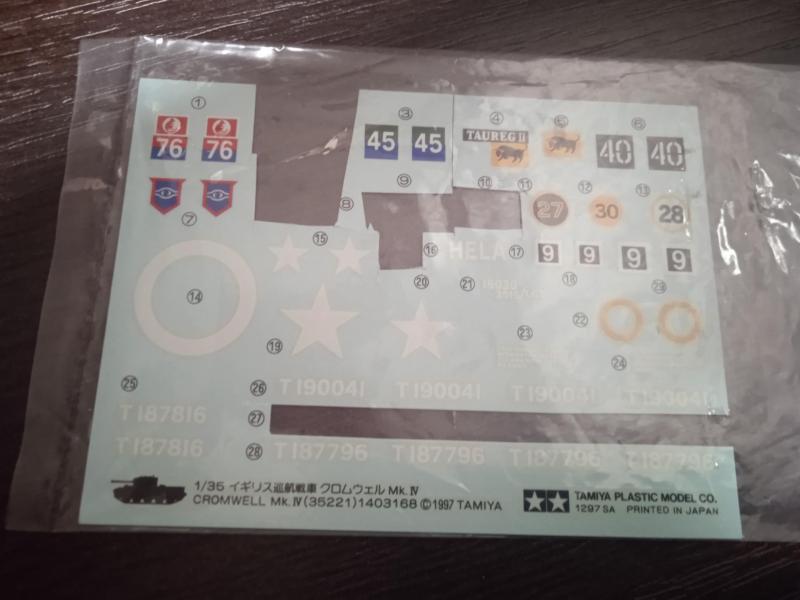 ① ③ ④ ⑤ ⑥
76 76 45 45 TAUREG II 40 40
⑦ ⑧ ⑨ ⑩ ⑪ ⑫ ⑬
27 30 28
⑭ ⑮ ⑯ HELA ⑰ 9 9 9 9
⑱
⑲ ⑳ ㉑ ㉒ ㉓ ㉔
㉕ ㉖ T190041 T190041 T190041 T190041
T187816 ㉗
T187816 ㉘ T187796 T187796 T187796 T187796
1/35 イギリス巡航戦車 クロムウェル Mk.Ⅳ
CROMWELL Mk.Ⅳ(35221)1403168 ©1997 TAMIYA
TAMIYA PLASTIC MODEL CO.
1297 SA PRINTED IN JAPAN